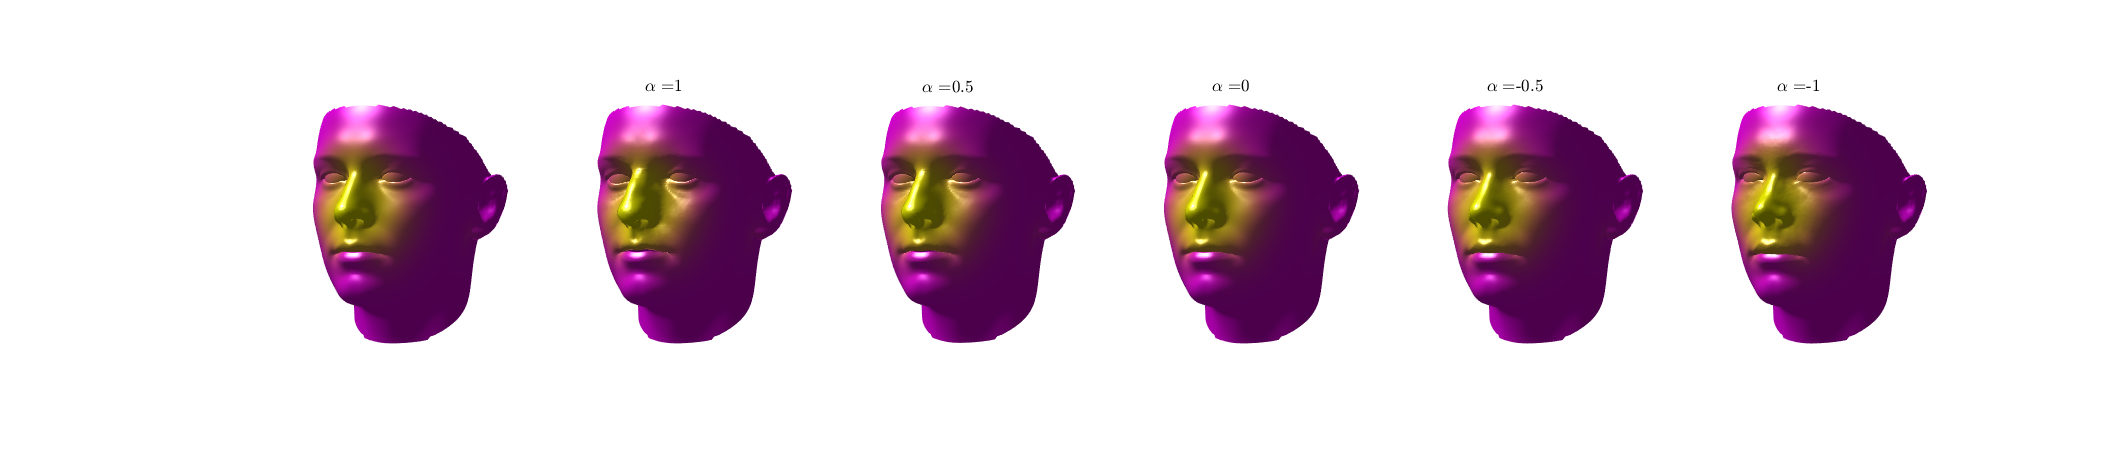 α =1
α =0.5
α =0
α =-0.5
α =-1